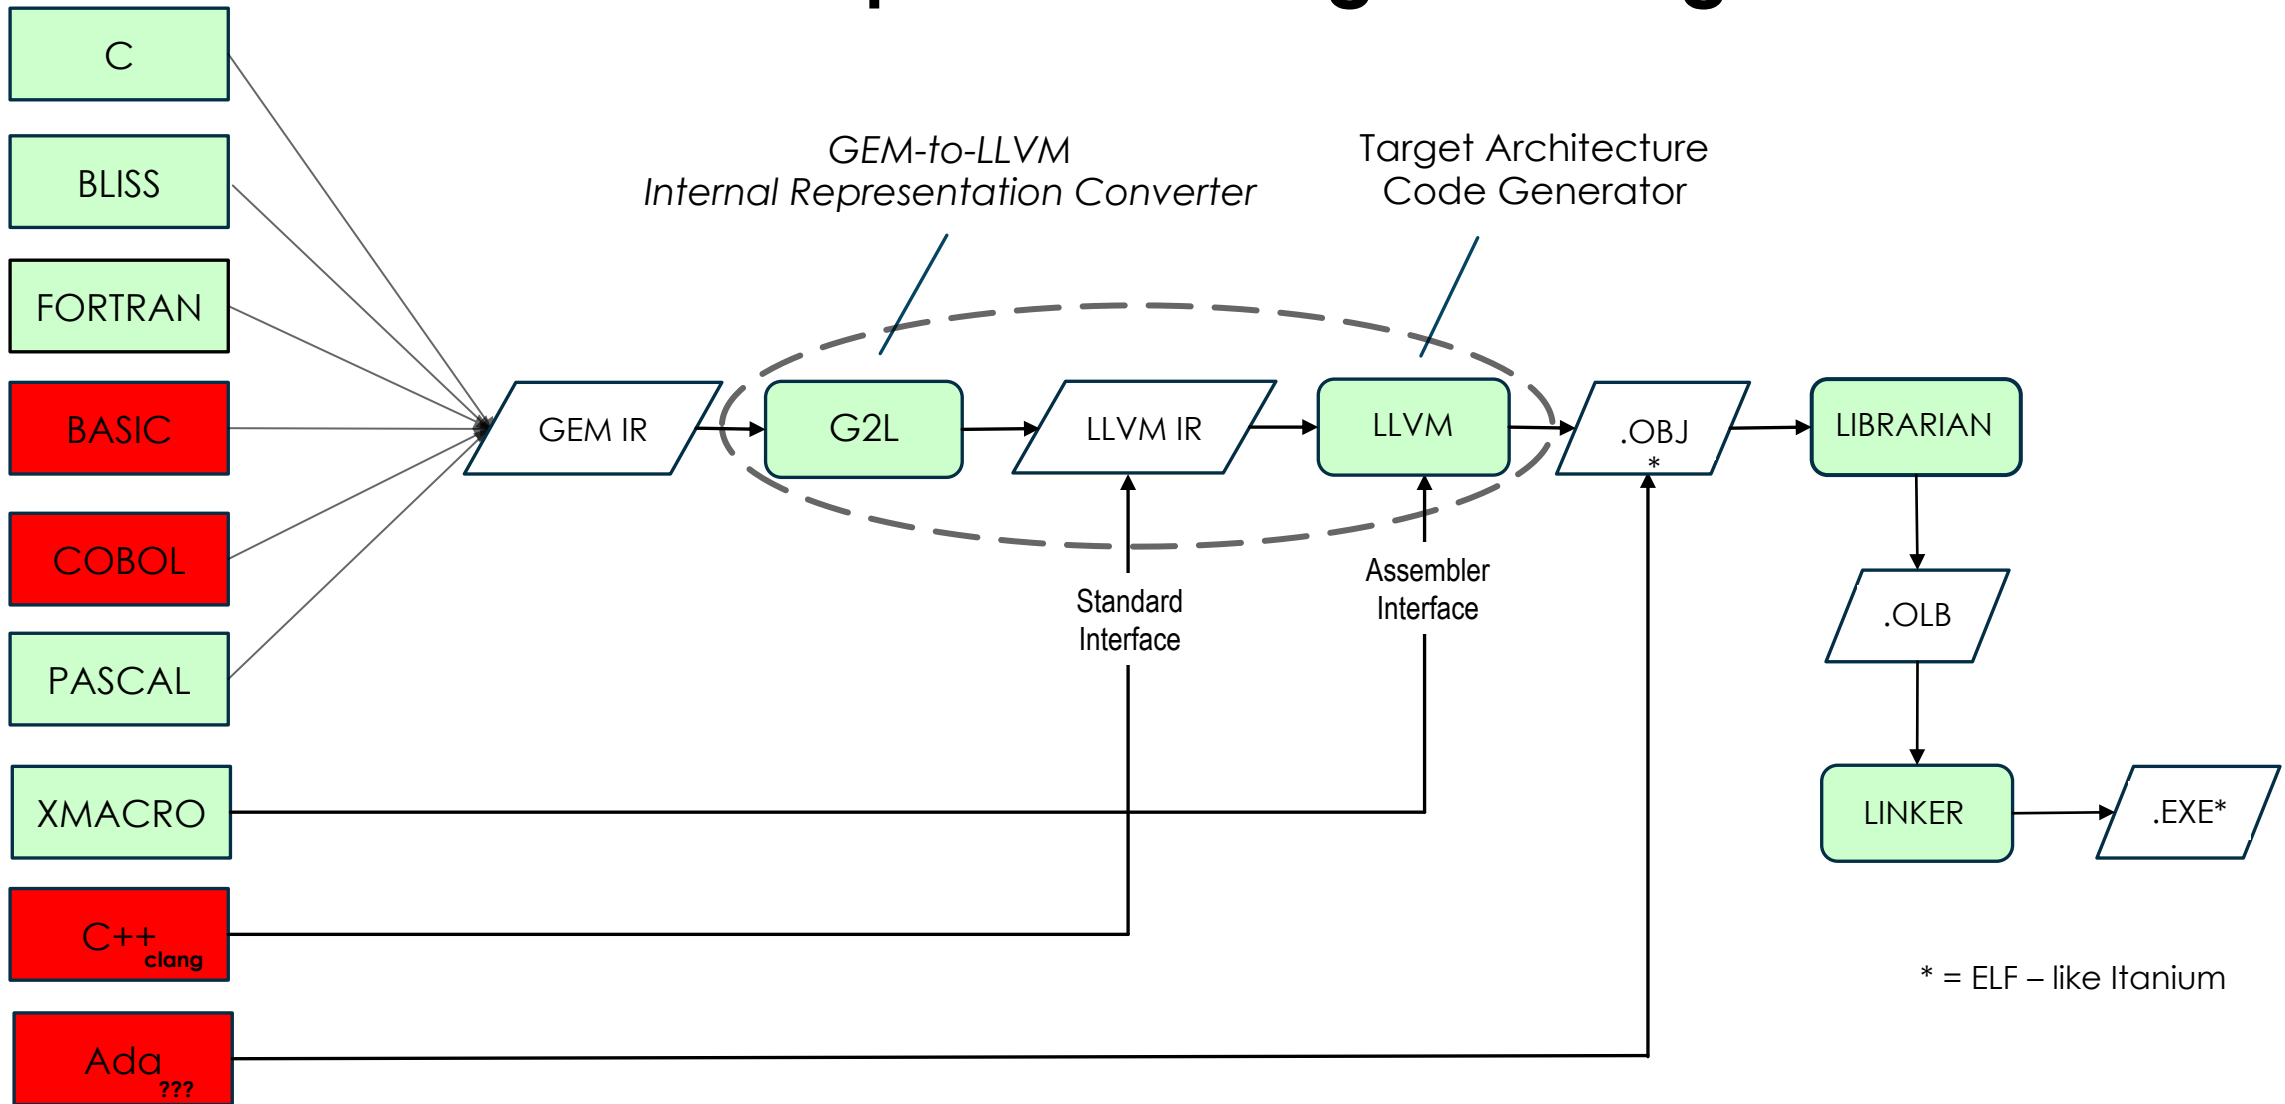 C
BLISS
FORTRAN
BASIC
COBOL
PASCAL
XMACRO
C++
clang
Ada
???
GEM-to-LLVM
Internal Representation Converter
Target Architecture
Code Generator
GEM IR
G2L
LLVM IR
LLVM
.OBJ
*
LIBRARIAN
Standard
Interface
Assembler
Interface
.OLB
LINKER
.EXE*
* = ELF – like Itanium